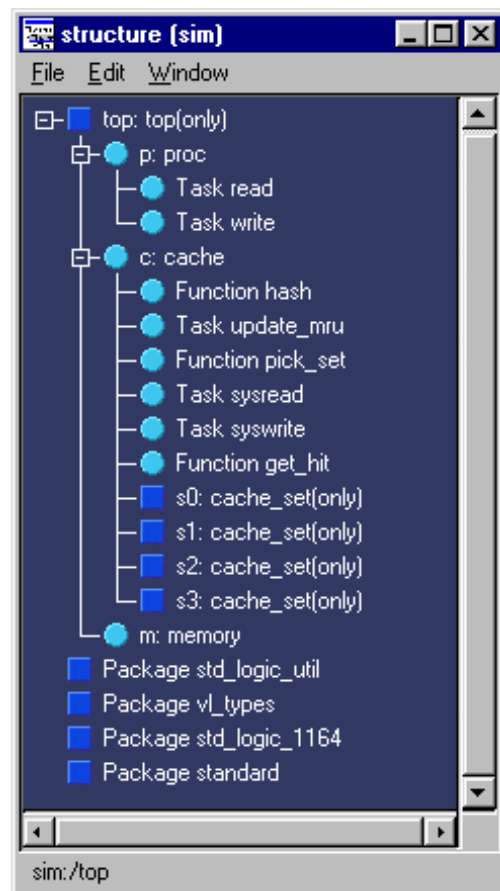 structure (sim)
File Edit Window
top: top(only)
p: proc
Task read
Task write
c: cache
Function hash
Task update_mru
Function pick_set
Task sysread
Task syswrite
Function get_hit
s0: cache_set(only)
s1: cache_set(only)
s2: cache_set(only)
s3: cache_set(only)
m: memory
Package std_logic_util
Package vl_types
Package std_logic_1164
Package standard
sim:/top